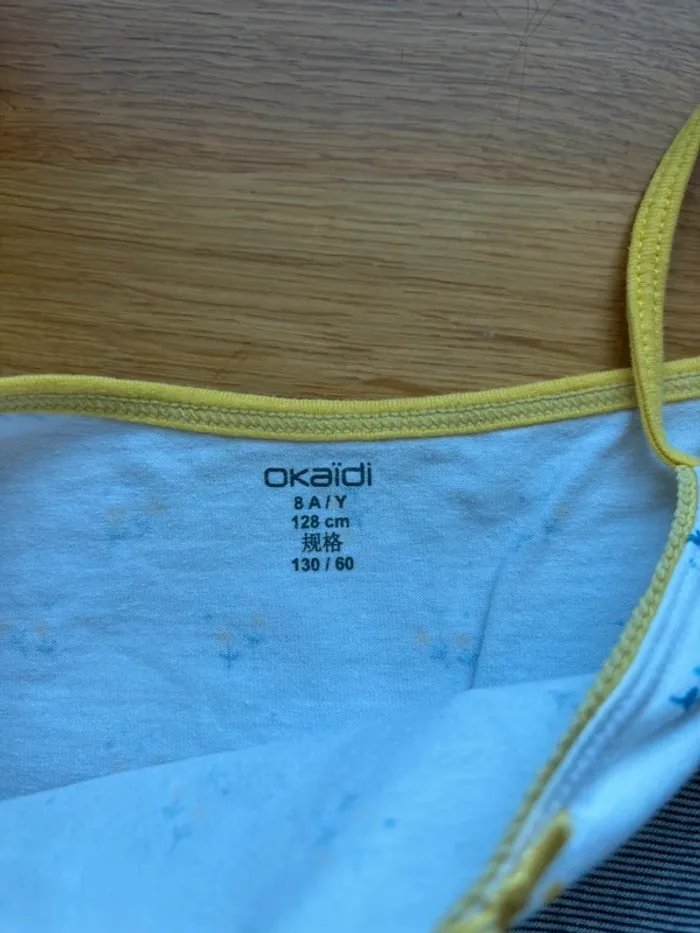 okaïdi
8 A / Y
128 cm
规格
130 / 60